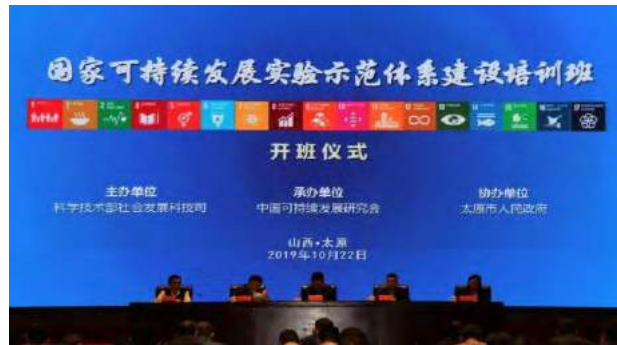 国家可持续发展实验示范体系建设培训班
开班仪式
主办单位
科学技术部社会发展科技司
承办单位
中国可持续发展研究会
协办单位
太原市人民政府
山西·太原
2019年10月22日